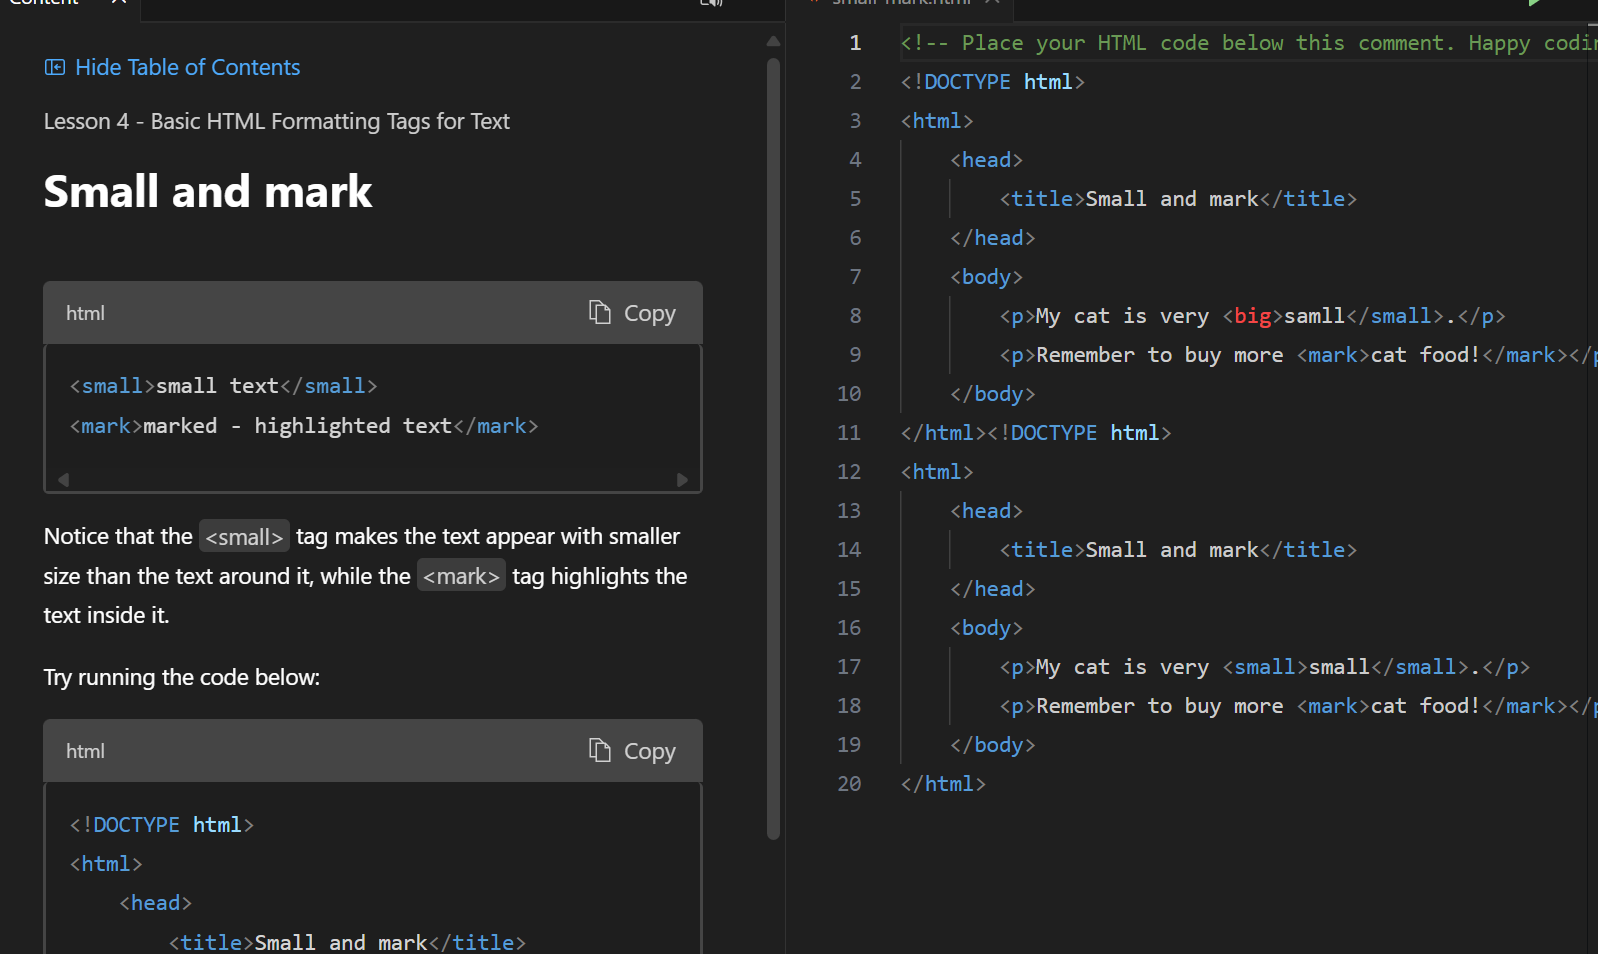 Content
small-mark.html
Hide Table of Contents
Lesson 4 - Basic HTML Formatting Tags for Text
Small and mark
html
Copy
<small>small text</small>
<mark>marked - highlighted text</mark>
Notice that the <small> tag makes the text appear with smaller
size than the text around it, while the <mark> tag highlights the
text inside it.
Try running the code below:
html
Copy
<!DOCTYPE html>
<html>
<head>
<title>Small and mark</title>
1 <!-- Place your HTML code below this comment. Happy codin
2 <!DOCTYPE html>
3 <html>
4 <head>
5 <title>Small and mark</title>
6 </head>
7 <body>
8 <p>My cat is very <big>samll</small>.</p>
9 <p>Remember to buy more <mark>cat food!</mark></p
10 </body>
11 </html><!DOCTYPE html>
12 <html>
13 <head>
14 <title>Small and mark</title>
15 </head>
16 <body>
17 <p>My cat is very <small>small</small>.</p>
18 <p>Remember to buy more <mark>cat food!</mark></p
19 </body>
20 </html>